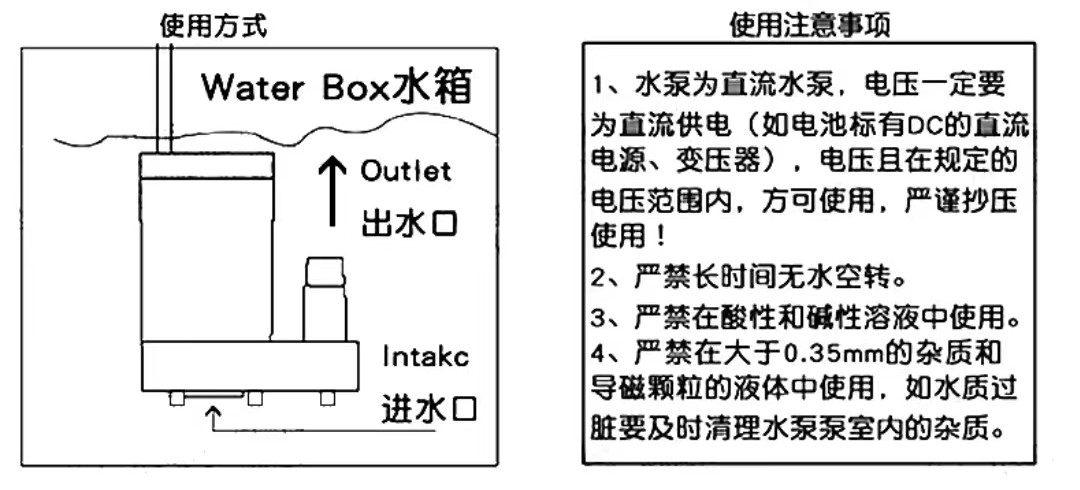 使用方式
Water Box水箱
Outlet
出水口
Intakc
进水口
使用注意事项
1、水泵为直流水泵，电压一定要
为直流供电（如电池标有DC的直流
电源、变压器），电压且在规定的
电压范围内，方可使用，严谨抄压
使用！
2、严禁长时间无水空转。
3、严禁在酸性和碱性溶液中使用。
4、严禁在大于0.35mm的杂质和
导磁颗粒的液体中使用，如水质过
脏要及时清理水泵泵室内的杂质。